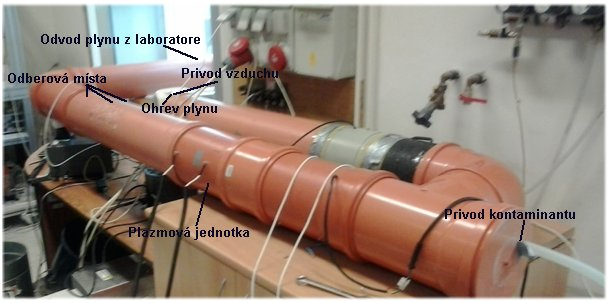 Odvod plynu z laboratore
Odberová místa
Privod vzduchu
Ohrev plynu
Plazmová jednotka
Privod kontaminantu